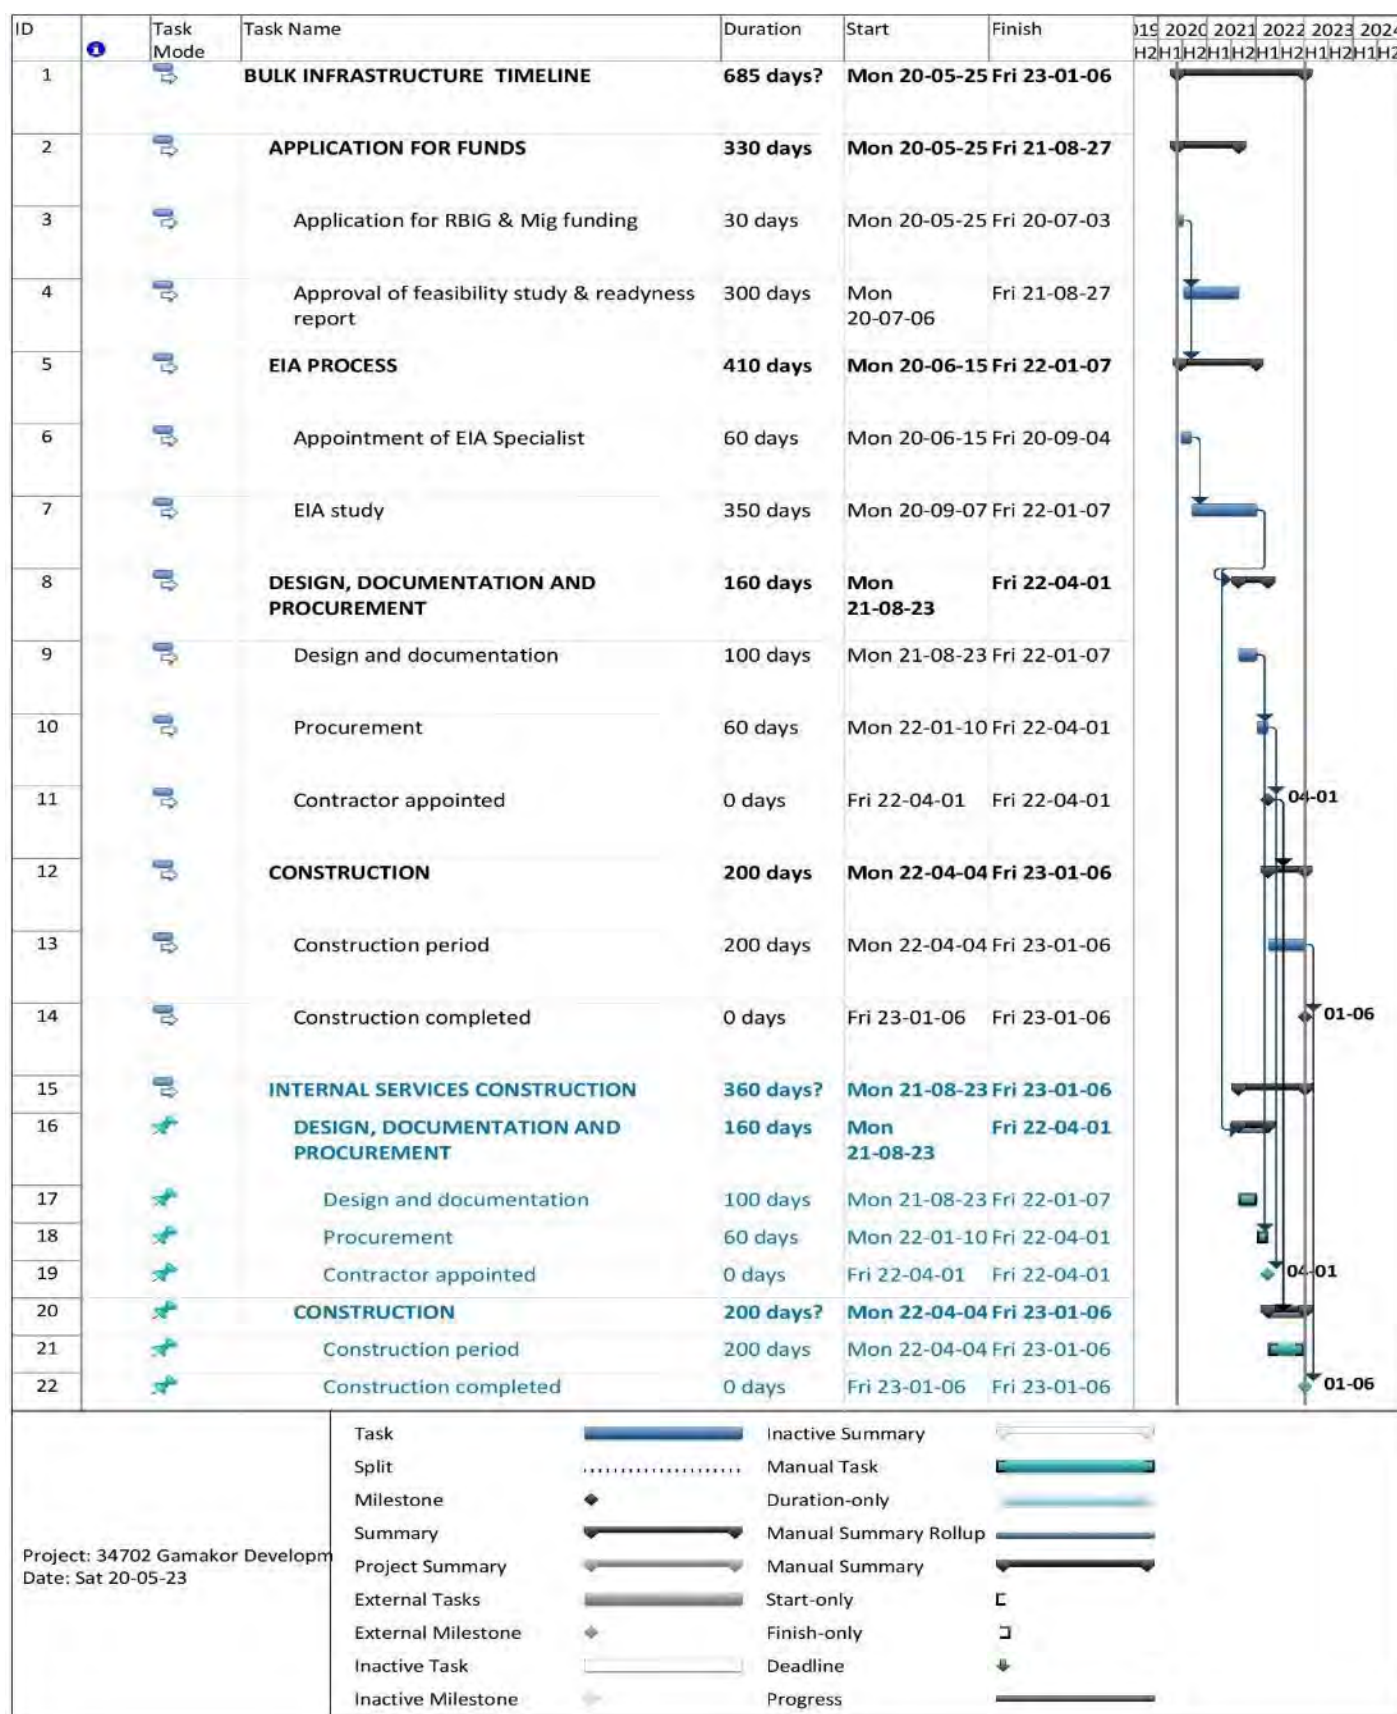 ID Task Task Name Duration Start Finish 019 2020 2021 2022 2023 2024
Mode H2H1H2H1H2H1H2H1H2H1H2
1 BULK INFRASTRUCTURE TIMELINE 685 days? Mon 20-05-25 Fri 23-01-06
2 APPLICATION FOR FUNDS 330 days Mon 20-05-25 Fri 21-08-27
3 Application for RBIG & Mig funding 30 days Mon 20-05-25 Fri 20-07-03
4 Approval of feasibility study & readyness 300 days Mon Fri 21-08-27
report 20-07-06
5 EIA PROCESS 410 days Mon 20-06-15 Fri 22-01-07
6 Appointment of EIA Specialist 60 days Mon 20-06-15 Fri 20-09-04
7 EIA study 350 days Mon 20-09-07 Fri 22-01-07
8 DESIGN, DOCUMENTATION AND 160 days Mon Fri 22-04-01
PROCUREMENT 21-08-23
9 Design and documentation 100 days Mon 21-08-23 Fri 22-01-07
10 Procurement 60 days Mon 22-01-10 Fri 22-04-01
11 Contractor appointed 0 days Fri 22-04-01 Fri 22-04-01 04-01
12 CONSTRUCTION 200 days Mon 22-04-04 Fri 23-01-06
13 Construction period 200 days Mon 22-04-04 Fri 23-01-06
14 Construction completed 0 days Fri 23-01-06 Fri 23-01-06 01-06
15 INTERNAL SERVICES CONSTRUCTION 360 days? Mon 21-08-23 Fri 23-01-06
16 DESIGN, DOCUMENTATION AND 160 days Mon Fri 22-04-01
PROCUREMENT 21-08-23
17 Design and documentation 100 days Mon 21-08-23 Fri 22-01-07
18 Procurement 60 days Mon 22-01-10 Fri 22-04-01
19 Contractor appointed 0 days Fri 22-04-01 Fri 22-04-01 04-01
20 CONSTRUCTION 200 days? Mon 22-04-04 Fri 23-01-06
21 Construction period 200 days Mon 22-04-04 Fri 23-01-06
22 Construction completed 0 days Fri 23-01-06 Fri 23-01-06 01-06
Project: 34702 Gamakor Developm
Date: Sat 20-05-23
Task Inactive Summary
Split Manual Task
Milestone Duration-only
Summary Manual Summary Rollup
Project Summary Manual Summary
External Tasks Start-only
External Milestone Finish-only
Inactive Task Deadline
Inactive Milestone Progress